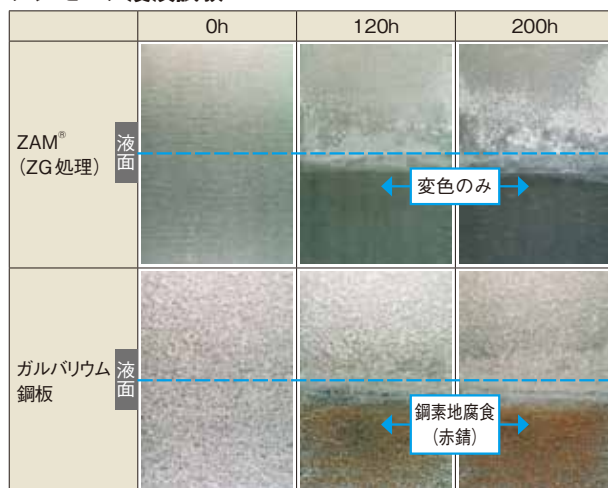 0h
120h
200h
ZAM®
(ZG処理)
液面
変色のみ
ガルバリウム
鋼板
液面
鋼素地腐食
(赤錆)